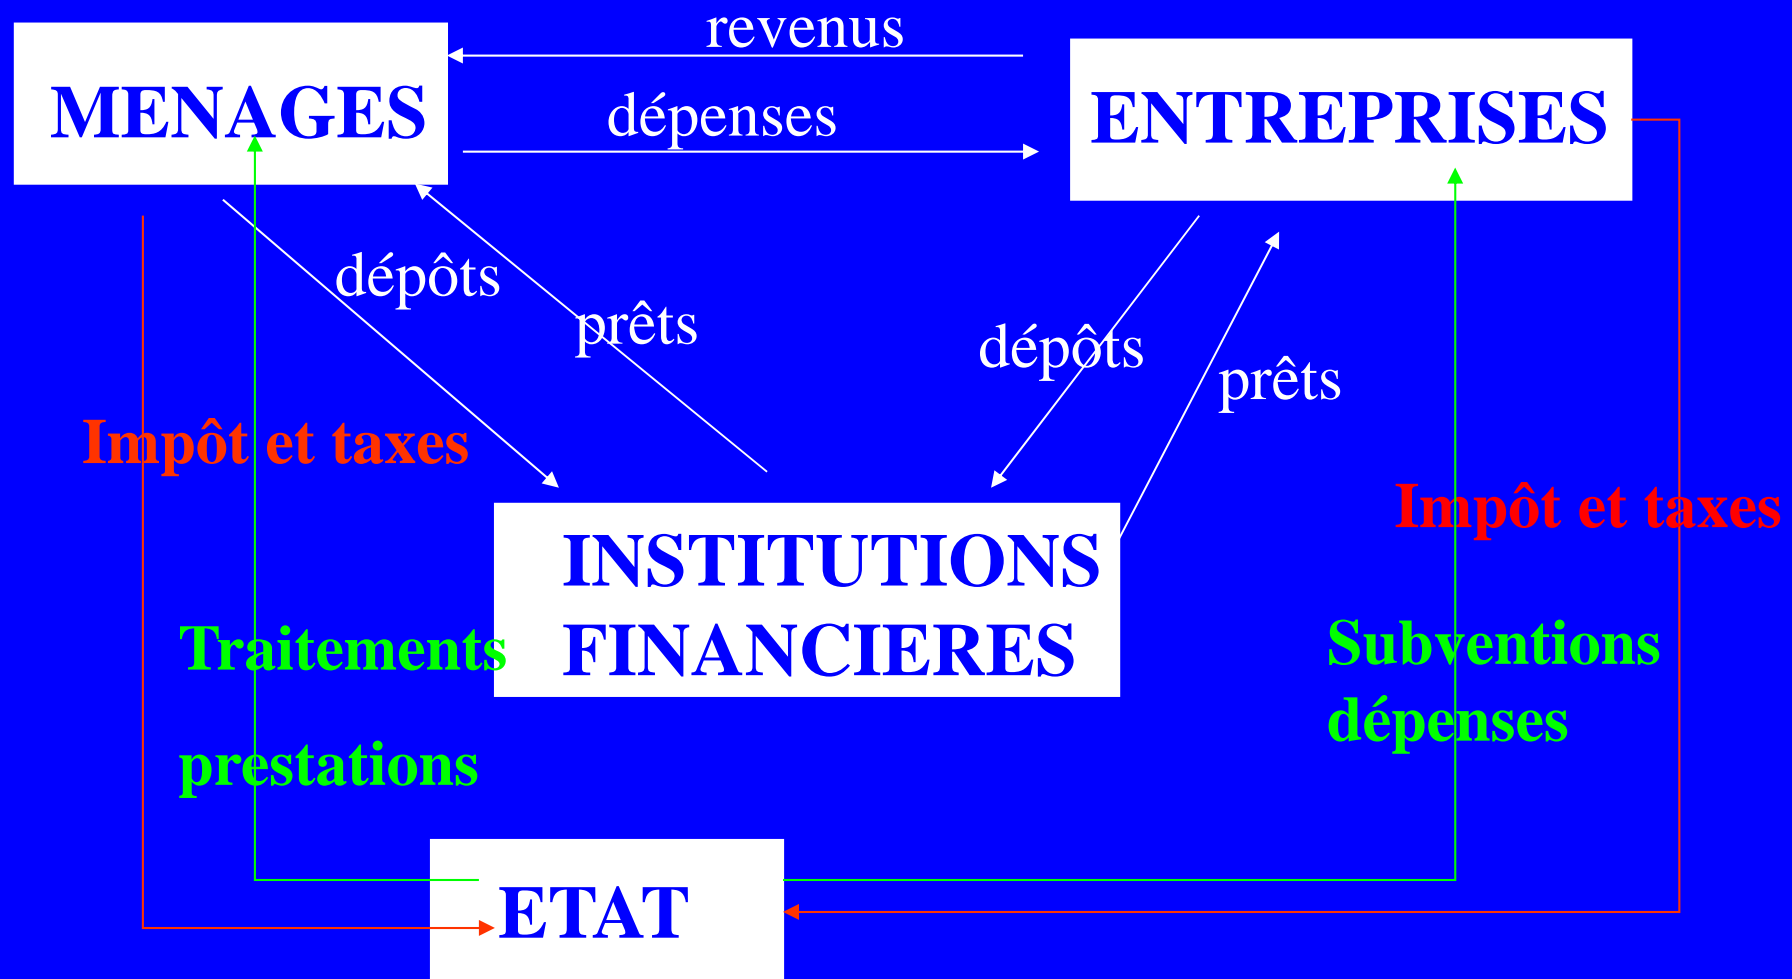 revenus
MENAGES
dépenses
ENTREPRISES
dépôts
prêts
dépôts
prêts
Impôt et taxes
Impôt et taxes
INSTITUTIONS
FINANCIERES
Traitements
prestations
Subventions
dépenses
ETAT